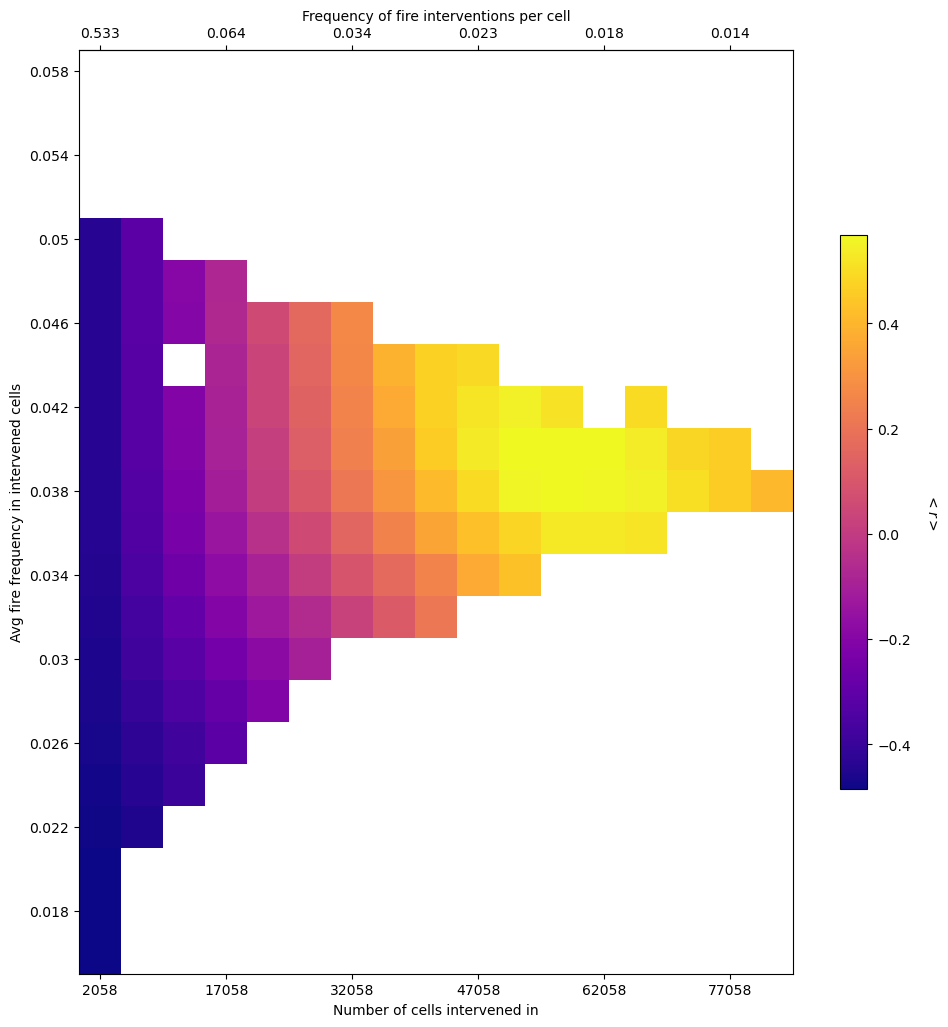 Frequency of fire interventions per cell
0.533 0.064 0.034 0.023 0.018 0.014
0.058
0.054
0.05
0.046
0.042
0.038
0.034
0.03
0.026
0.022
0.018
Avg fire frequency in intervened cells
2058 17058 32058 47058 62058 77058
Number of cells intervened in
0.4
0.2
0.0
−0.2
−0.4
< r >